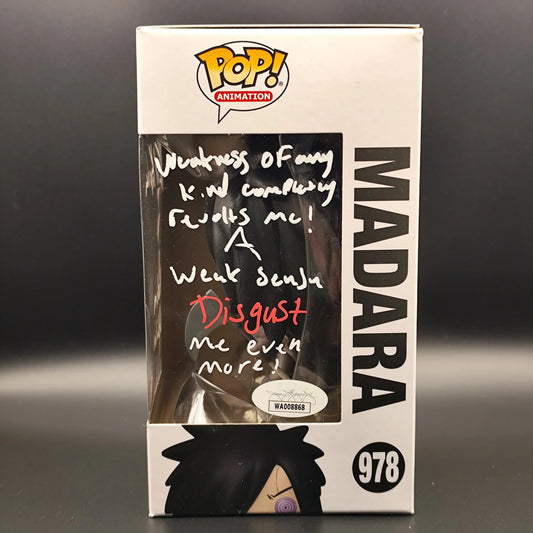 POP!
ANIMATION
Weakness of any
kind completely
revolts me!
A
Weak Senju
Disgust
me even
more!
WA008868
MADARA
978